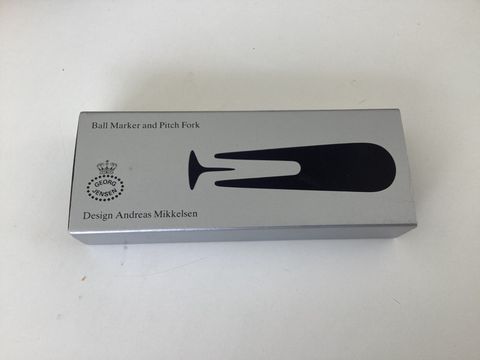 Ball Marker and Pitch Fork
GEORG
JENSEN
Design Andreas Mikkelsen